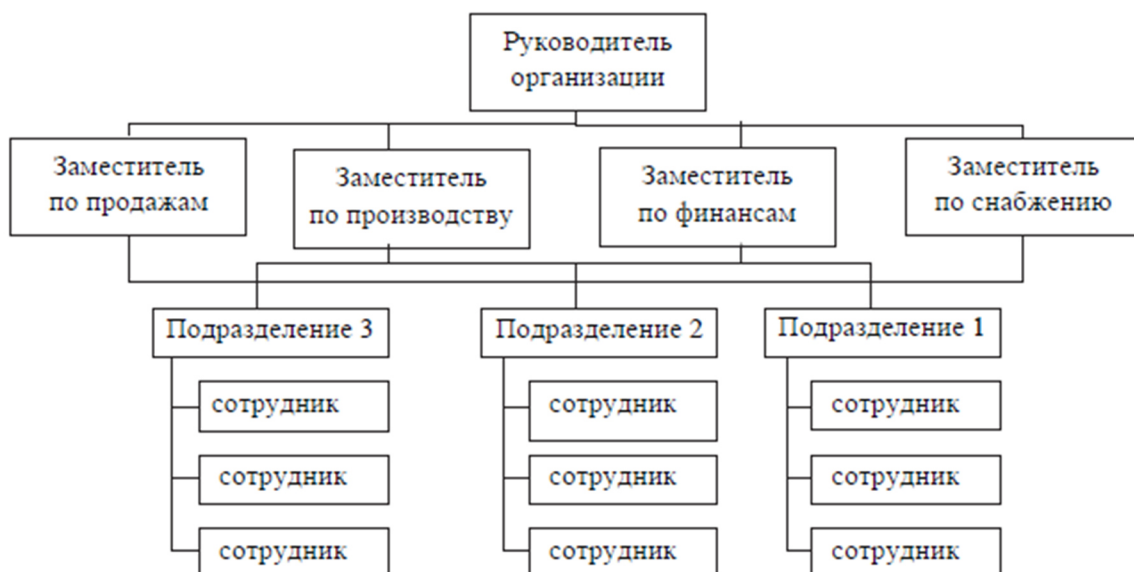 Руководитель
организации
Заместитель
по продажам
Заместитель
по производству
Заместитель
по финансам
Заместитель
по снабжению
Подразделение 3
Подразделение 2
Подразделение 1
сотрудник
сотрудник
сотрудник
сотрудник
сотрудник
сотрудник
сотрудник
сотрудник
сотрудник